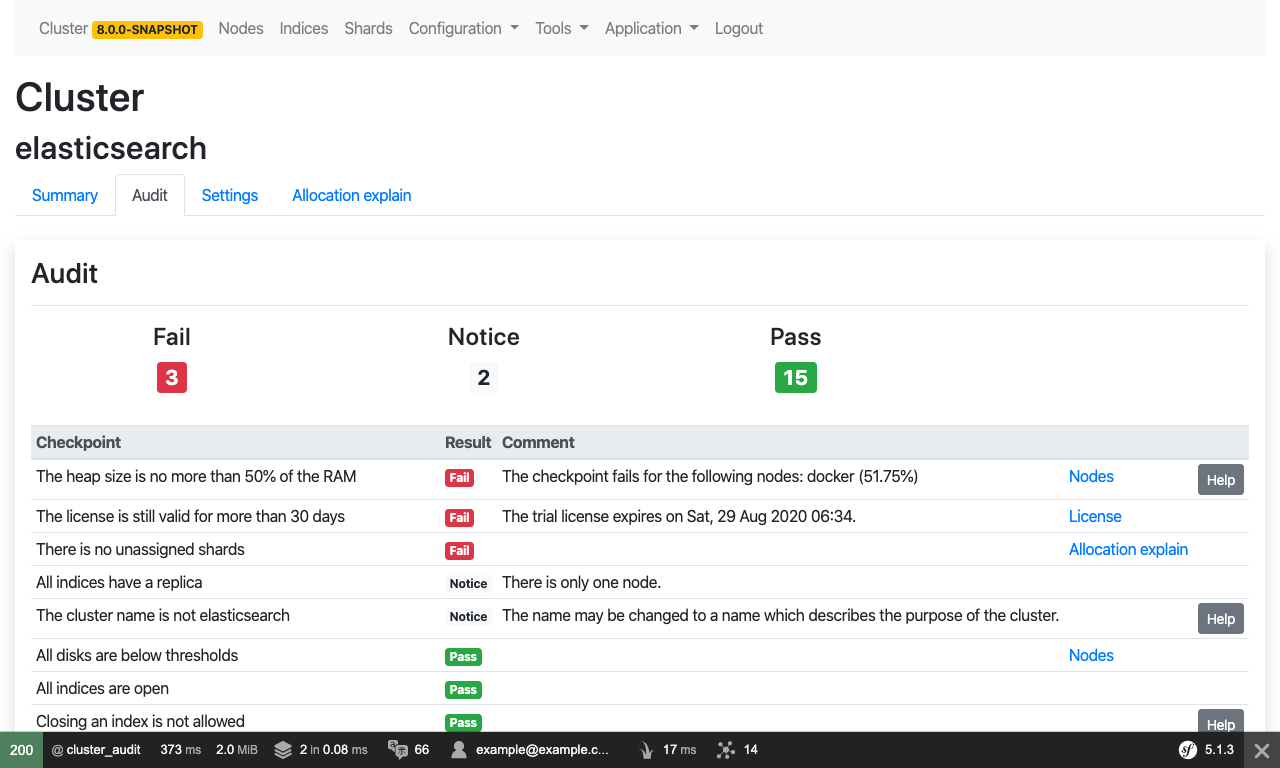 Cluster 8.0.0-SNAPSHOT Nodes Indices Shards Configuration Tools Application Logout
Cluster
elasticsearch
Summary Audit Settings Allocation explain
Audit
Fail Notice Pass
3 2 15
Checkpoint Result Comment
The heap size is no more than 50% of the RAM Fail The checkpoint fails for the following nodes: docker (51.75%) Nodes Help
The license is still valid for more than 30 days Fail The trial license expires on Sat, 29 Aug 2020 06:34. License
There is no unassigned shards Fail Allocation explain
All indices have a replica Notice There is only one node.
The cluster name is not elasticsearch Notice The name may be changed to a name which describes the purpose of the cluster. Help
All disks are below thresholds Pass Nodes
All indices are open Pass
Closing an index is not allowed Pass Help
200 @ cluster_audit 373 ms 2.0 MiB 2 in 0.08 ms 66 example@example.c... 17 ms 14 sf 5.1.3